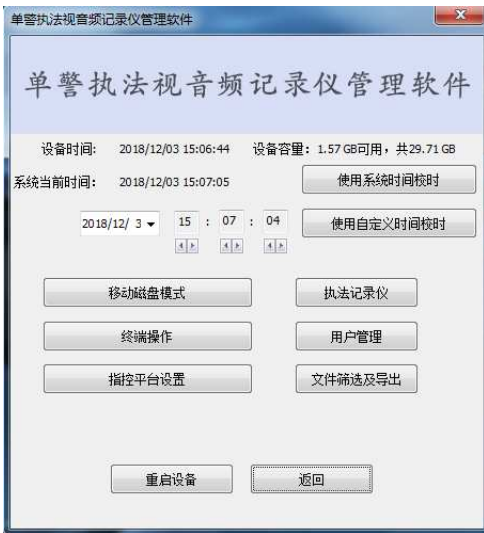 单警执法视音频记录仪管理软件
单警执法视音频记录仪管理软件
设备时间: 2018/12/03 15:06:44 设备容量: 1.57 GB可用，共29.71 GB
系统当前时间: 2018/12/03 15:07:05 使用系统时间校时
2018/12/ 3 15 : 07 : 04 使用自定义时间校时
移动磁盘模式 执法记录仪
终端操作 用户管理
指控平台设置 文件筛选及导出
重启设备 返回